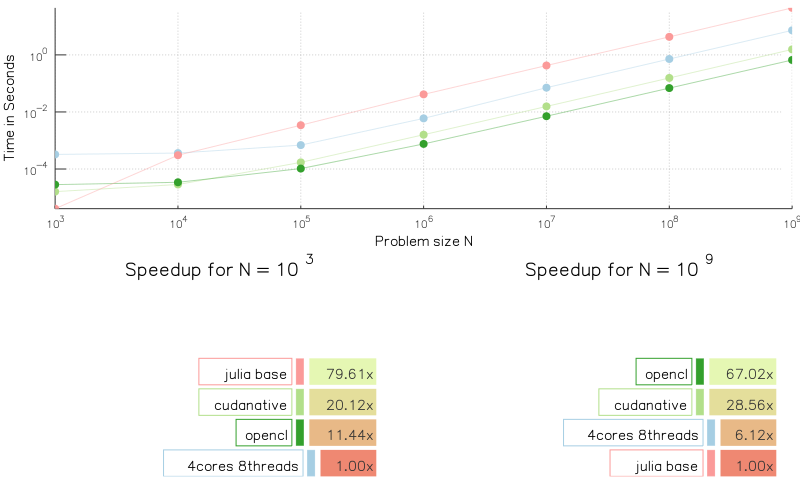 Time in Seconds
10^0
10^-2
10^-4
10^3 10^4 10^5 10^6 10^7 10^8 10^9
Problem size N
Speedup for N = 10^3
Speedup for N = 10^9
julia base 79.61x
cudanative 20.12x
opencl 11.44x
4cores 8threads 1.00x
opencl 67.02x
cudanative 28.56x
4cores 8threads 6.12x
julia base 1.00x